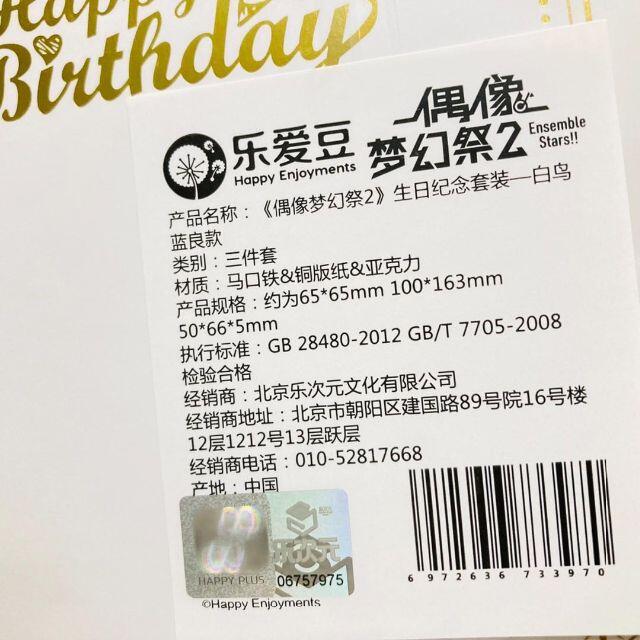 Happy
Birthday
乐爱豆
Happy Enjoyments
偶像
梦幻祭2
Ensemble
Stars!!
产品名称：《偶像梦幻祭2》生日纪念套装—白鸟
蓝良款
类别：三件套
材质：马口铁&铜版纸&亚克力
产品规格：约为65*65mm 100*163mm
50*66*5mm
执行标准：GB 28480-2012 GB/T 7705-2008
检验合格
经销商：北京乐次元文化有限公司
经销商地址：北京市朝阳区建国路89号院16号楼
12层1212号13层跃层
经销商电话：010-52817668
产地：中国
乐次元
HAPPY PLUS
06757975
©Happy Enjoyments
6972636733970